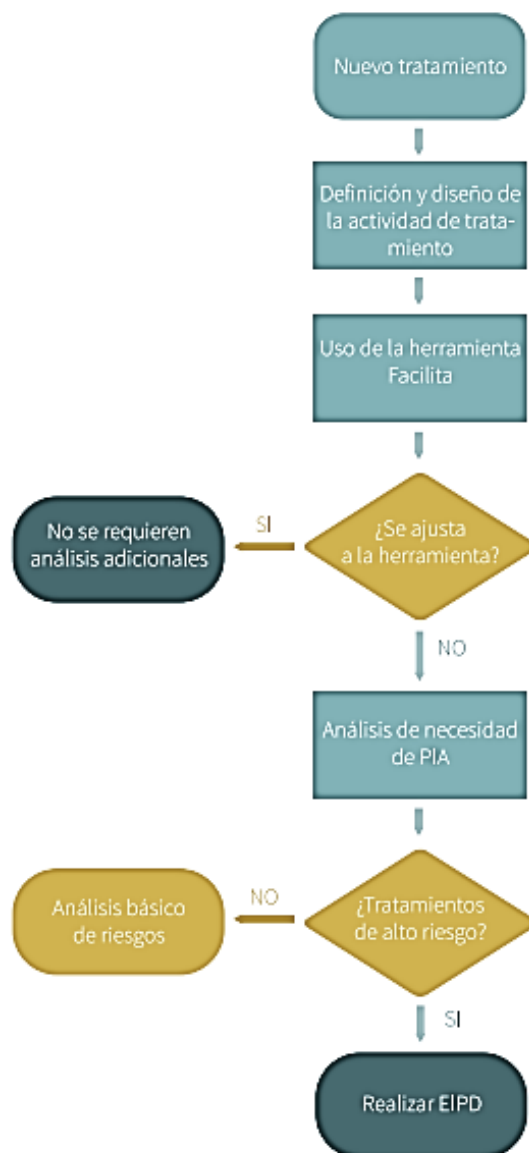 Nuevo tratamiento
Definición y diseño de
la actividad de trata-
miento
Uso de la herramienta
Facilita
¿Se ajusta
a la herramienta?
SI
No se requieren
análisis adicionales
NO
Análisis de necesidad
de PIA
¿Tratamientos
de alto riesgo?
NO
Análisis básico
de riesgos
SI
Realizar EIPD